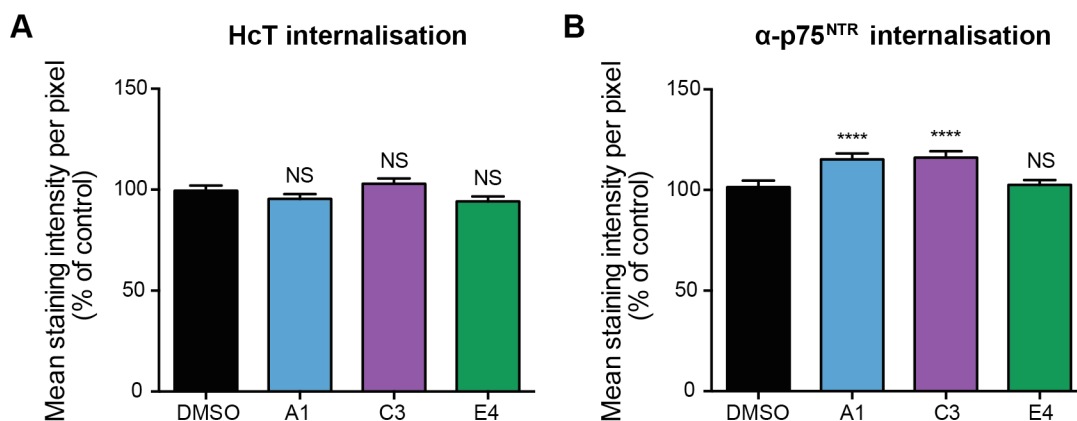 A
HcT internalisation
Mean staining intensity per pixel
(% of control)
150
100
50
0
NS
NS
NS
DMSO A1 C3 E4
B
α-p75NTR internalisation
Mean staining intensity per pixel
(% of control)
150
100
50
0
****
****
NS
DMSO A1 C3 E4